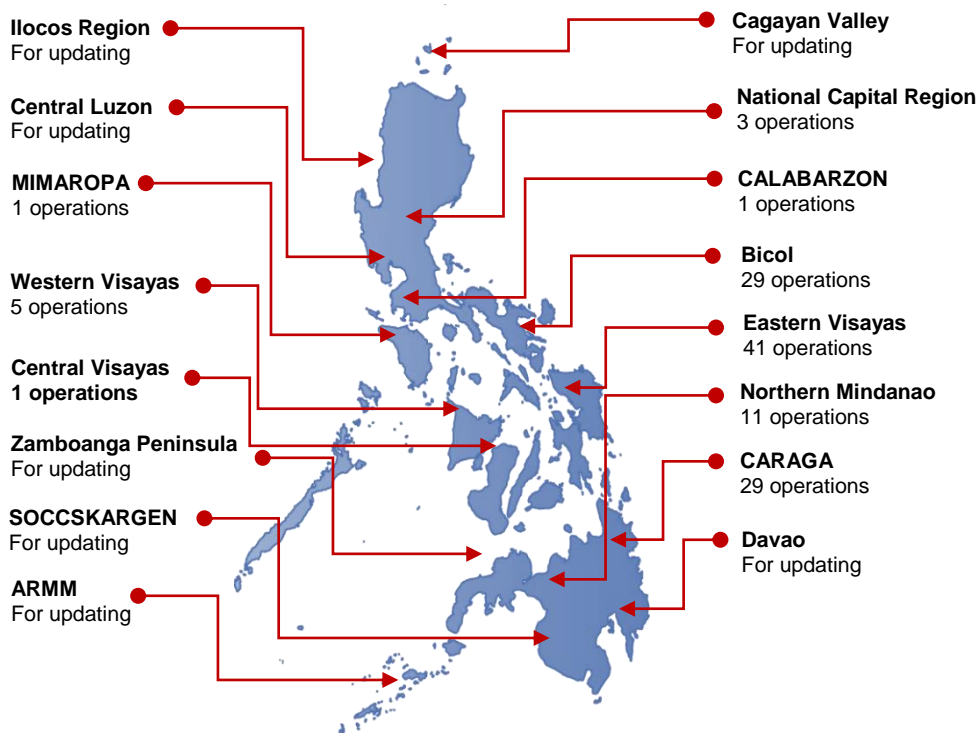 Ilocos Region
For updating
Central Luzon
For updating
MIMAROPA
1 operations
Western Visayas
5 operations
Central Visayas
1 operations
Zamboanga Peninsula
For updating
SOCCSKARGEN
For updating
ARMM
For updating
Cagayan Valley
For updating
National Capital Region
3 operations
CALABARZON
1 operations
Bicol
29 operations
Eastern Visayas
41 operations
Northern Mindanao
11 operations
CARAGA
29 operations
Davao
For updating